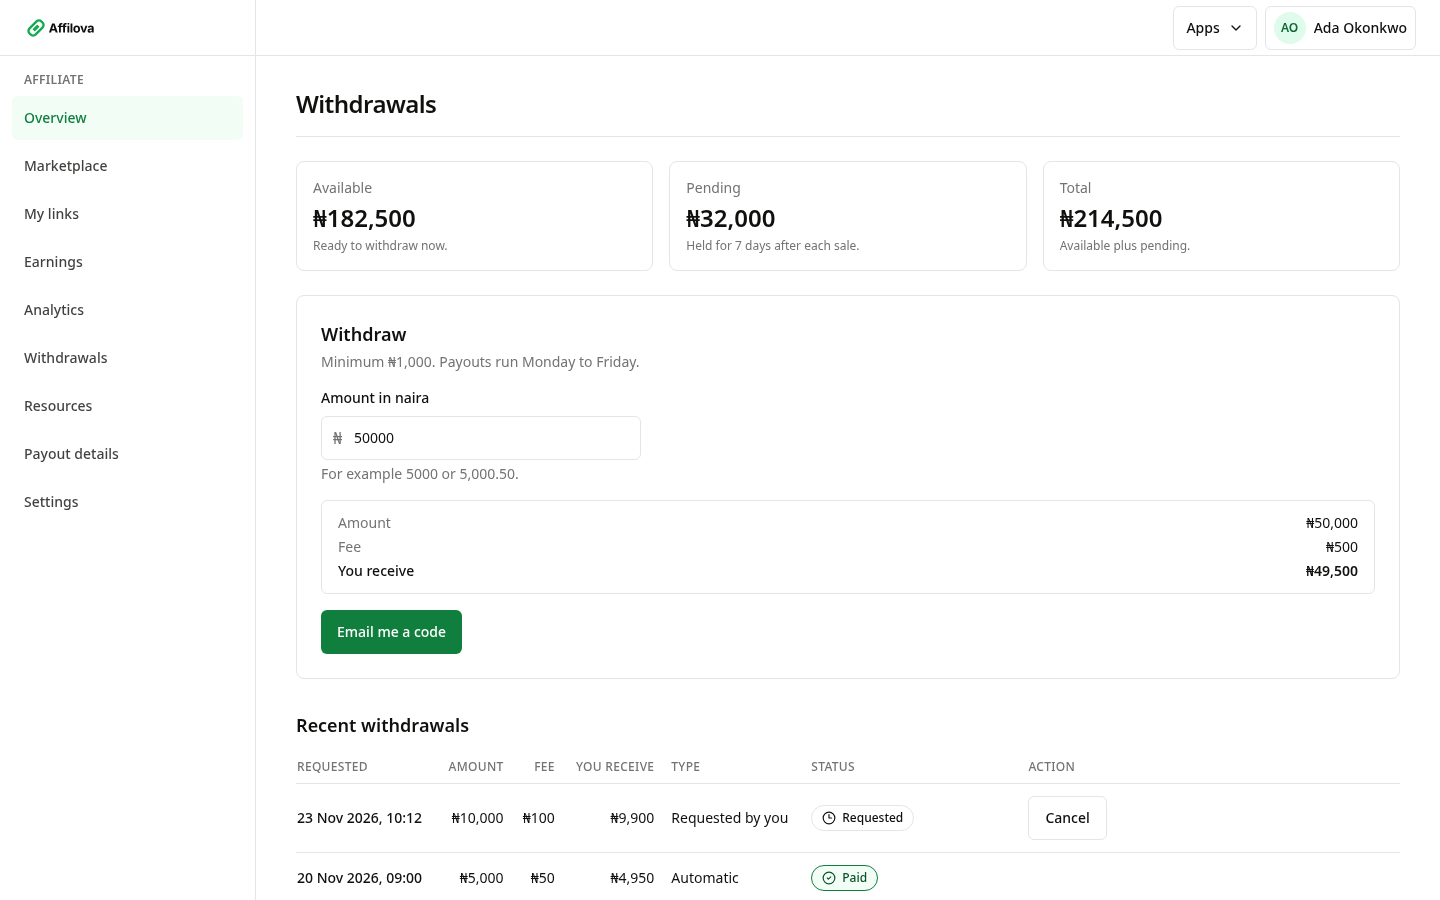 Affilova
Apps
AO
Ada Okonkwo
AFFILIATE
Overview
Marketplace
My links
Earnings
Analytics
Withdrawals
Resources
Payout details
Settings
Withdrawals
Available
₦182,500
Ready to withdraw now.
Pending
₦32,000
Held for 7 days after each sale.
Total
₦214,500
Available plus pending.
Withdraw
Minimum ₦1,000. Payouts run Monday to Friday.
Amount in naira
₦ 50000
For example 5000 or 5,000.50.
Amount ₦50,000
Fee ₦500
You receive ₦49,500
Email me a code
Recent withdrawals
REQUESTED AMOUNT FEE YOU RECEIVE TYPE STATUS ACTION
23 Nov 2026, 10:12 ₦10,000 ₦100 ₦9,900 Requested by you Requested Cancel
20 Nov 2026, 09:00 ₦5,000 ₦50 ₦4,950 Automatic Paid